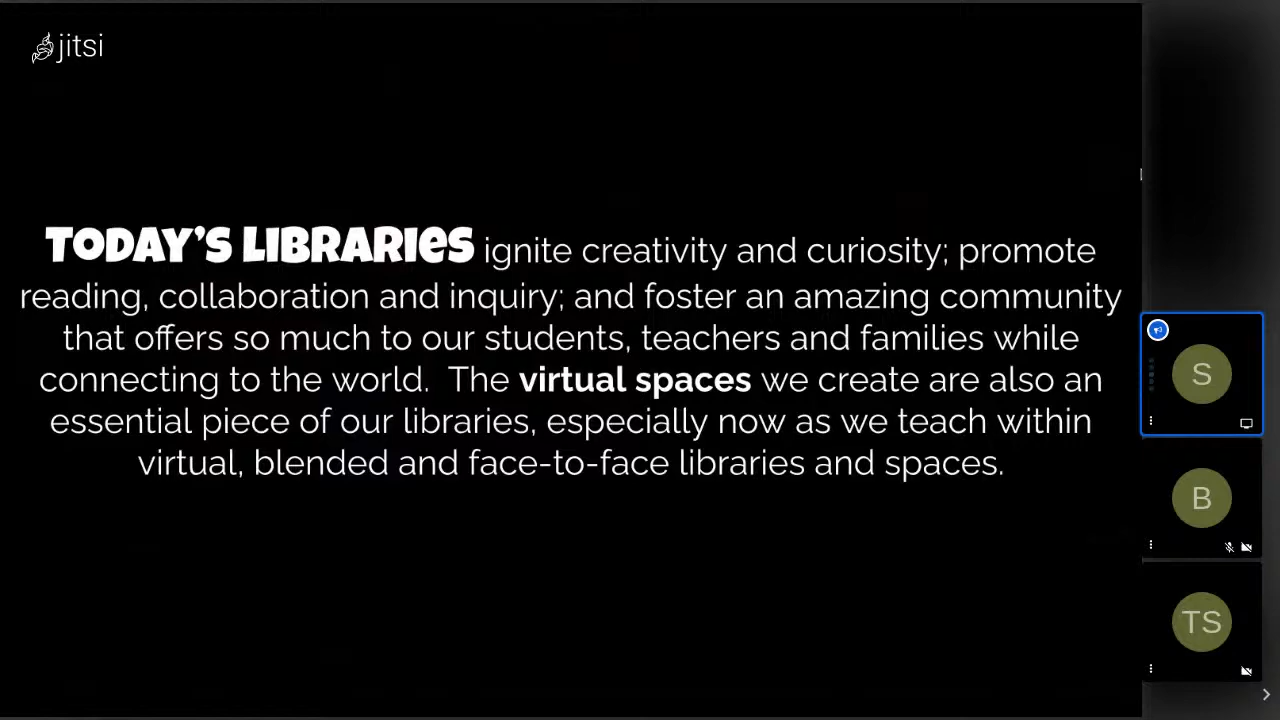 jitsi
TODAY'S LIBRARIES ignite creativity and curiosity; promote
reading, collaboration and inquiry; and foster an amazing community
that offers so much to our students, teachers and families while
connecting to the world.  The virtual spaces we create are also an
essential piece of our libraries, especially now as we teach within
virtual, blended and face-to-face libraries and spaces.
S
B
TS